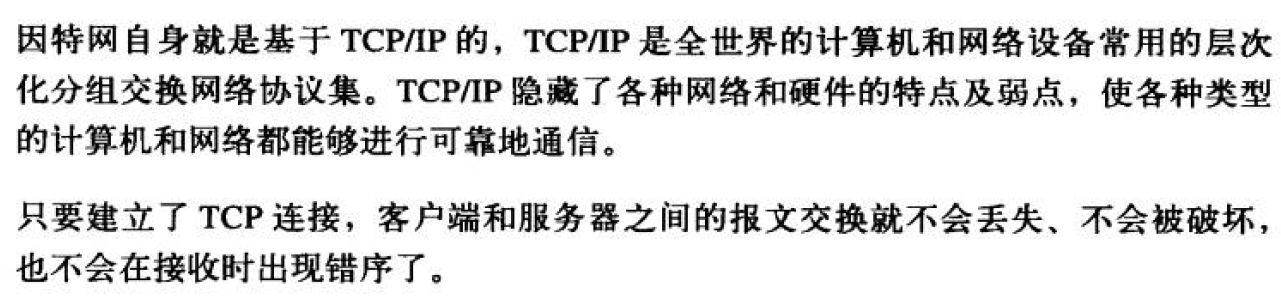 因特网自身就是基于 TCP/IP 的，TCP/IP 是全世界的计算机和网络设备常用的层次
化分组交换网络协议集。TCP/IP 隐藏了各种网络和硬件的特点及弱点，使各种类型
的计算机和网络都能够进行可靠地通信。
只要建立了 TCP 连接，客户端和服务器之间的报文交换就不会丢失、不会被破坏，
也不会在接收时出现错序了。